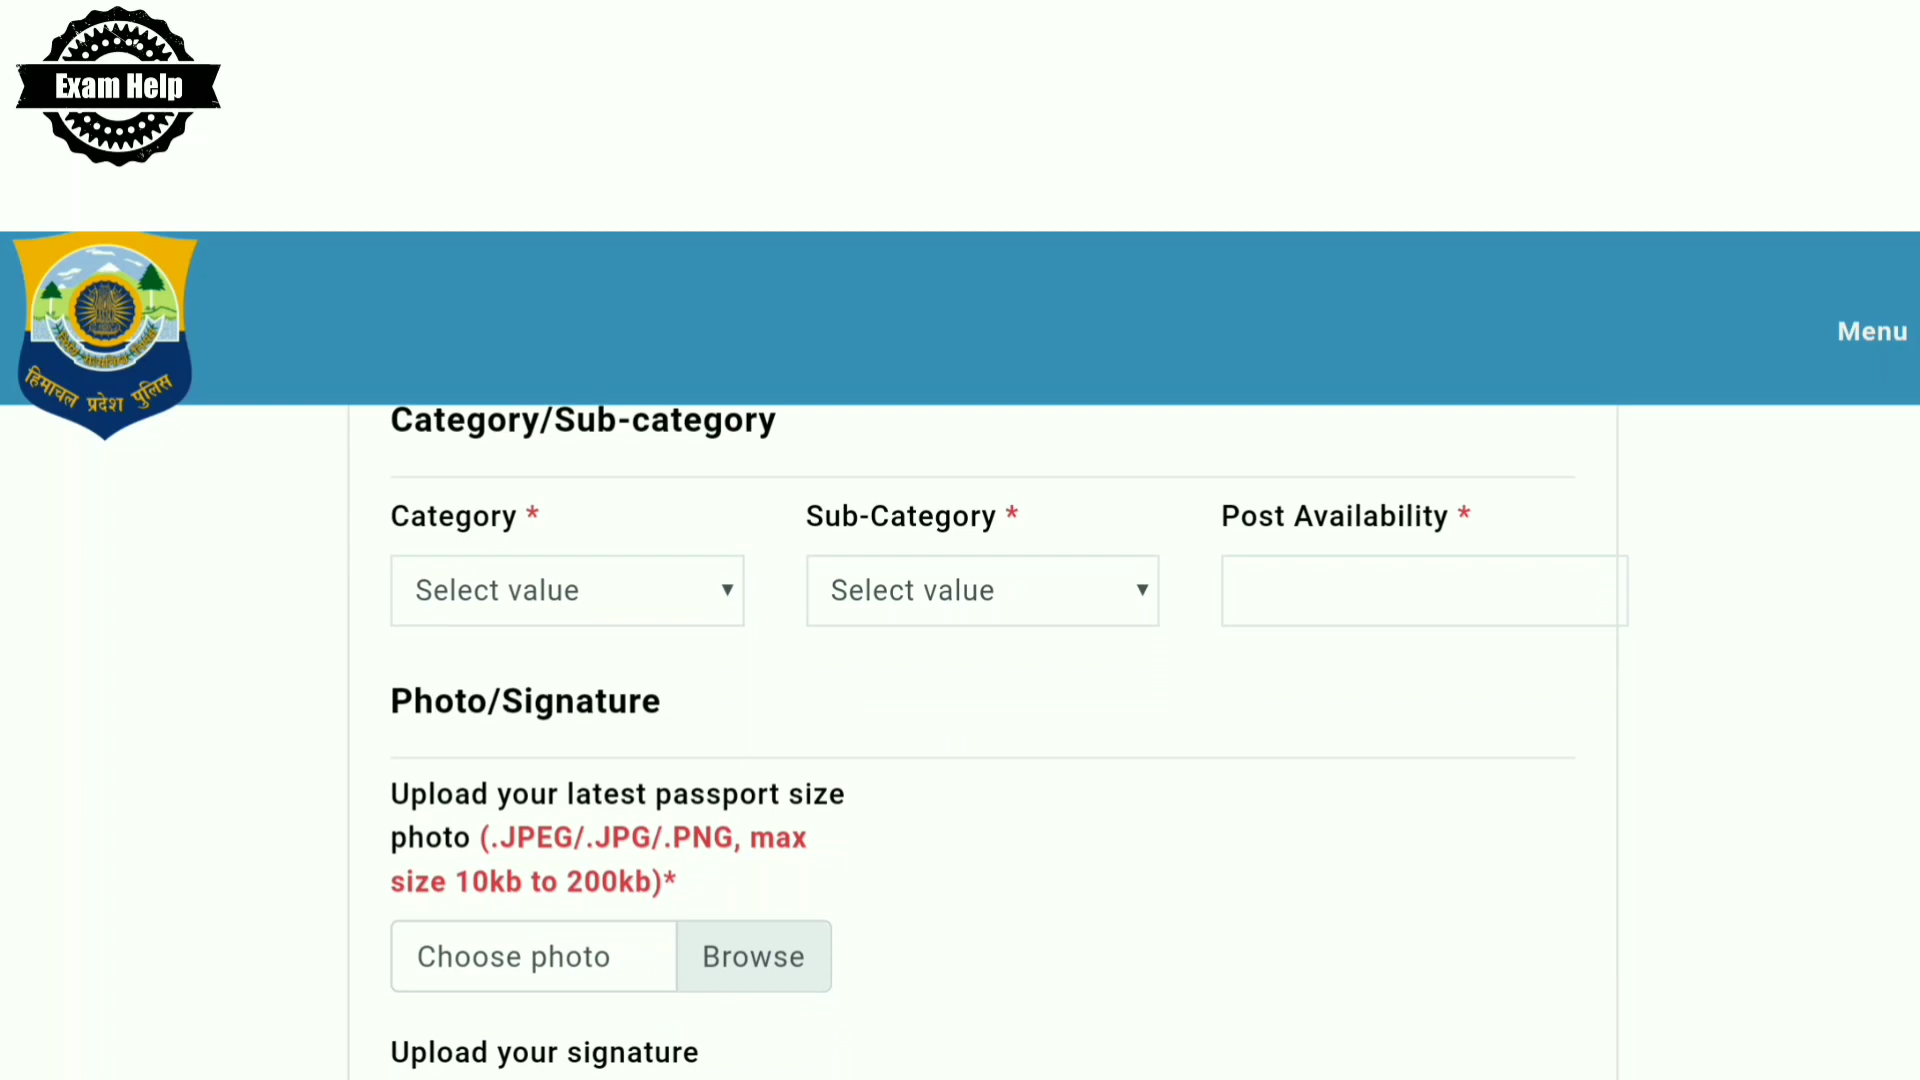 Exam Help
Menu
हिमाचल प्रदेश पुलिस
Category/Sub-category
Category * Sub-Category * Post Availability *
Select value Select value
Photo/Signature
Upload your latest passport size
photo (.JPEG/.JPG/.PNG, max
size 10kb to 200kb)*
Choose photo Browse
Upload your signature